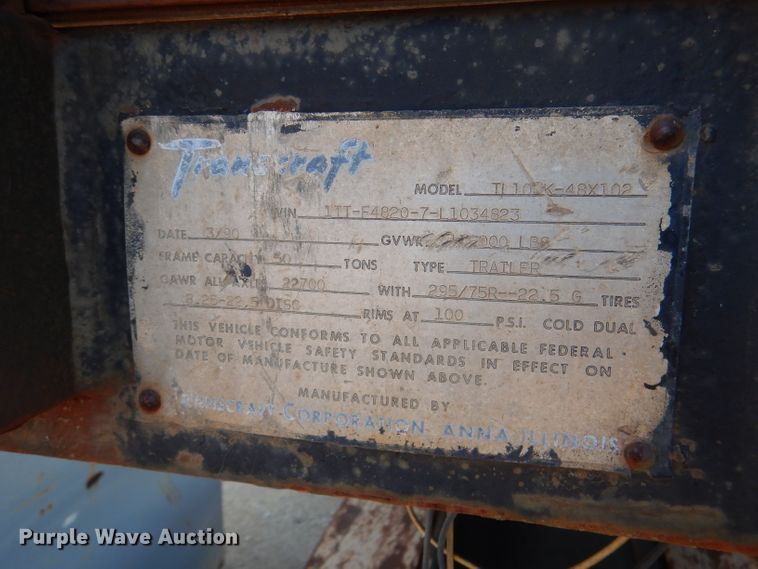 Transcraft
MODEL TL10 K-48X102
VIN 1TT-F4820-7-L1034823
DATE 3/90 GVWR 000 LBS
FRAME CAPACITY 50 TONS TYPE TRAILER
GAWR ALL AXLES 22700 WITH 295/75R--22.5 G TIRES
8.25-22.5 DISC RIMS AT 100 P.S.I. COLD DUAL
THIS VEHICLE CONFORMS TO ALL APPLICABLE FEDERAL
MOTOR VEHICLE SAFETY STANDARDS IN EFFECT ON
DATE OF MANUFACTURE SHOWN ABOVE.
MANUFACTURED BY
TRANSCRAFT CORPORATION, ANNA ILLINOIS
Purple Wave Auction